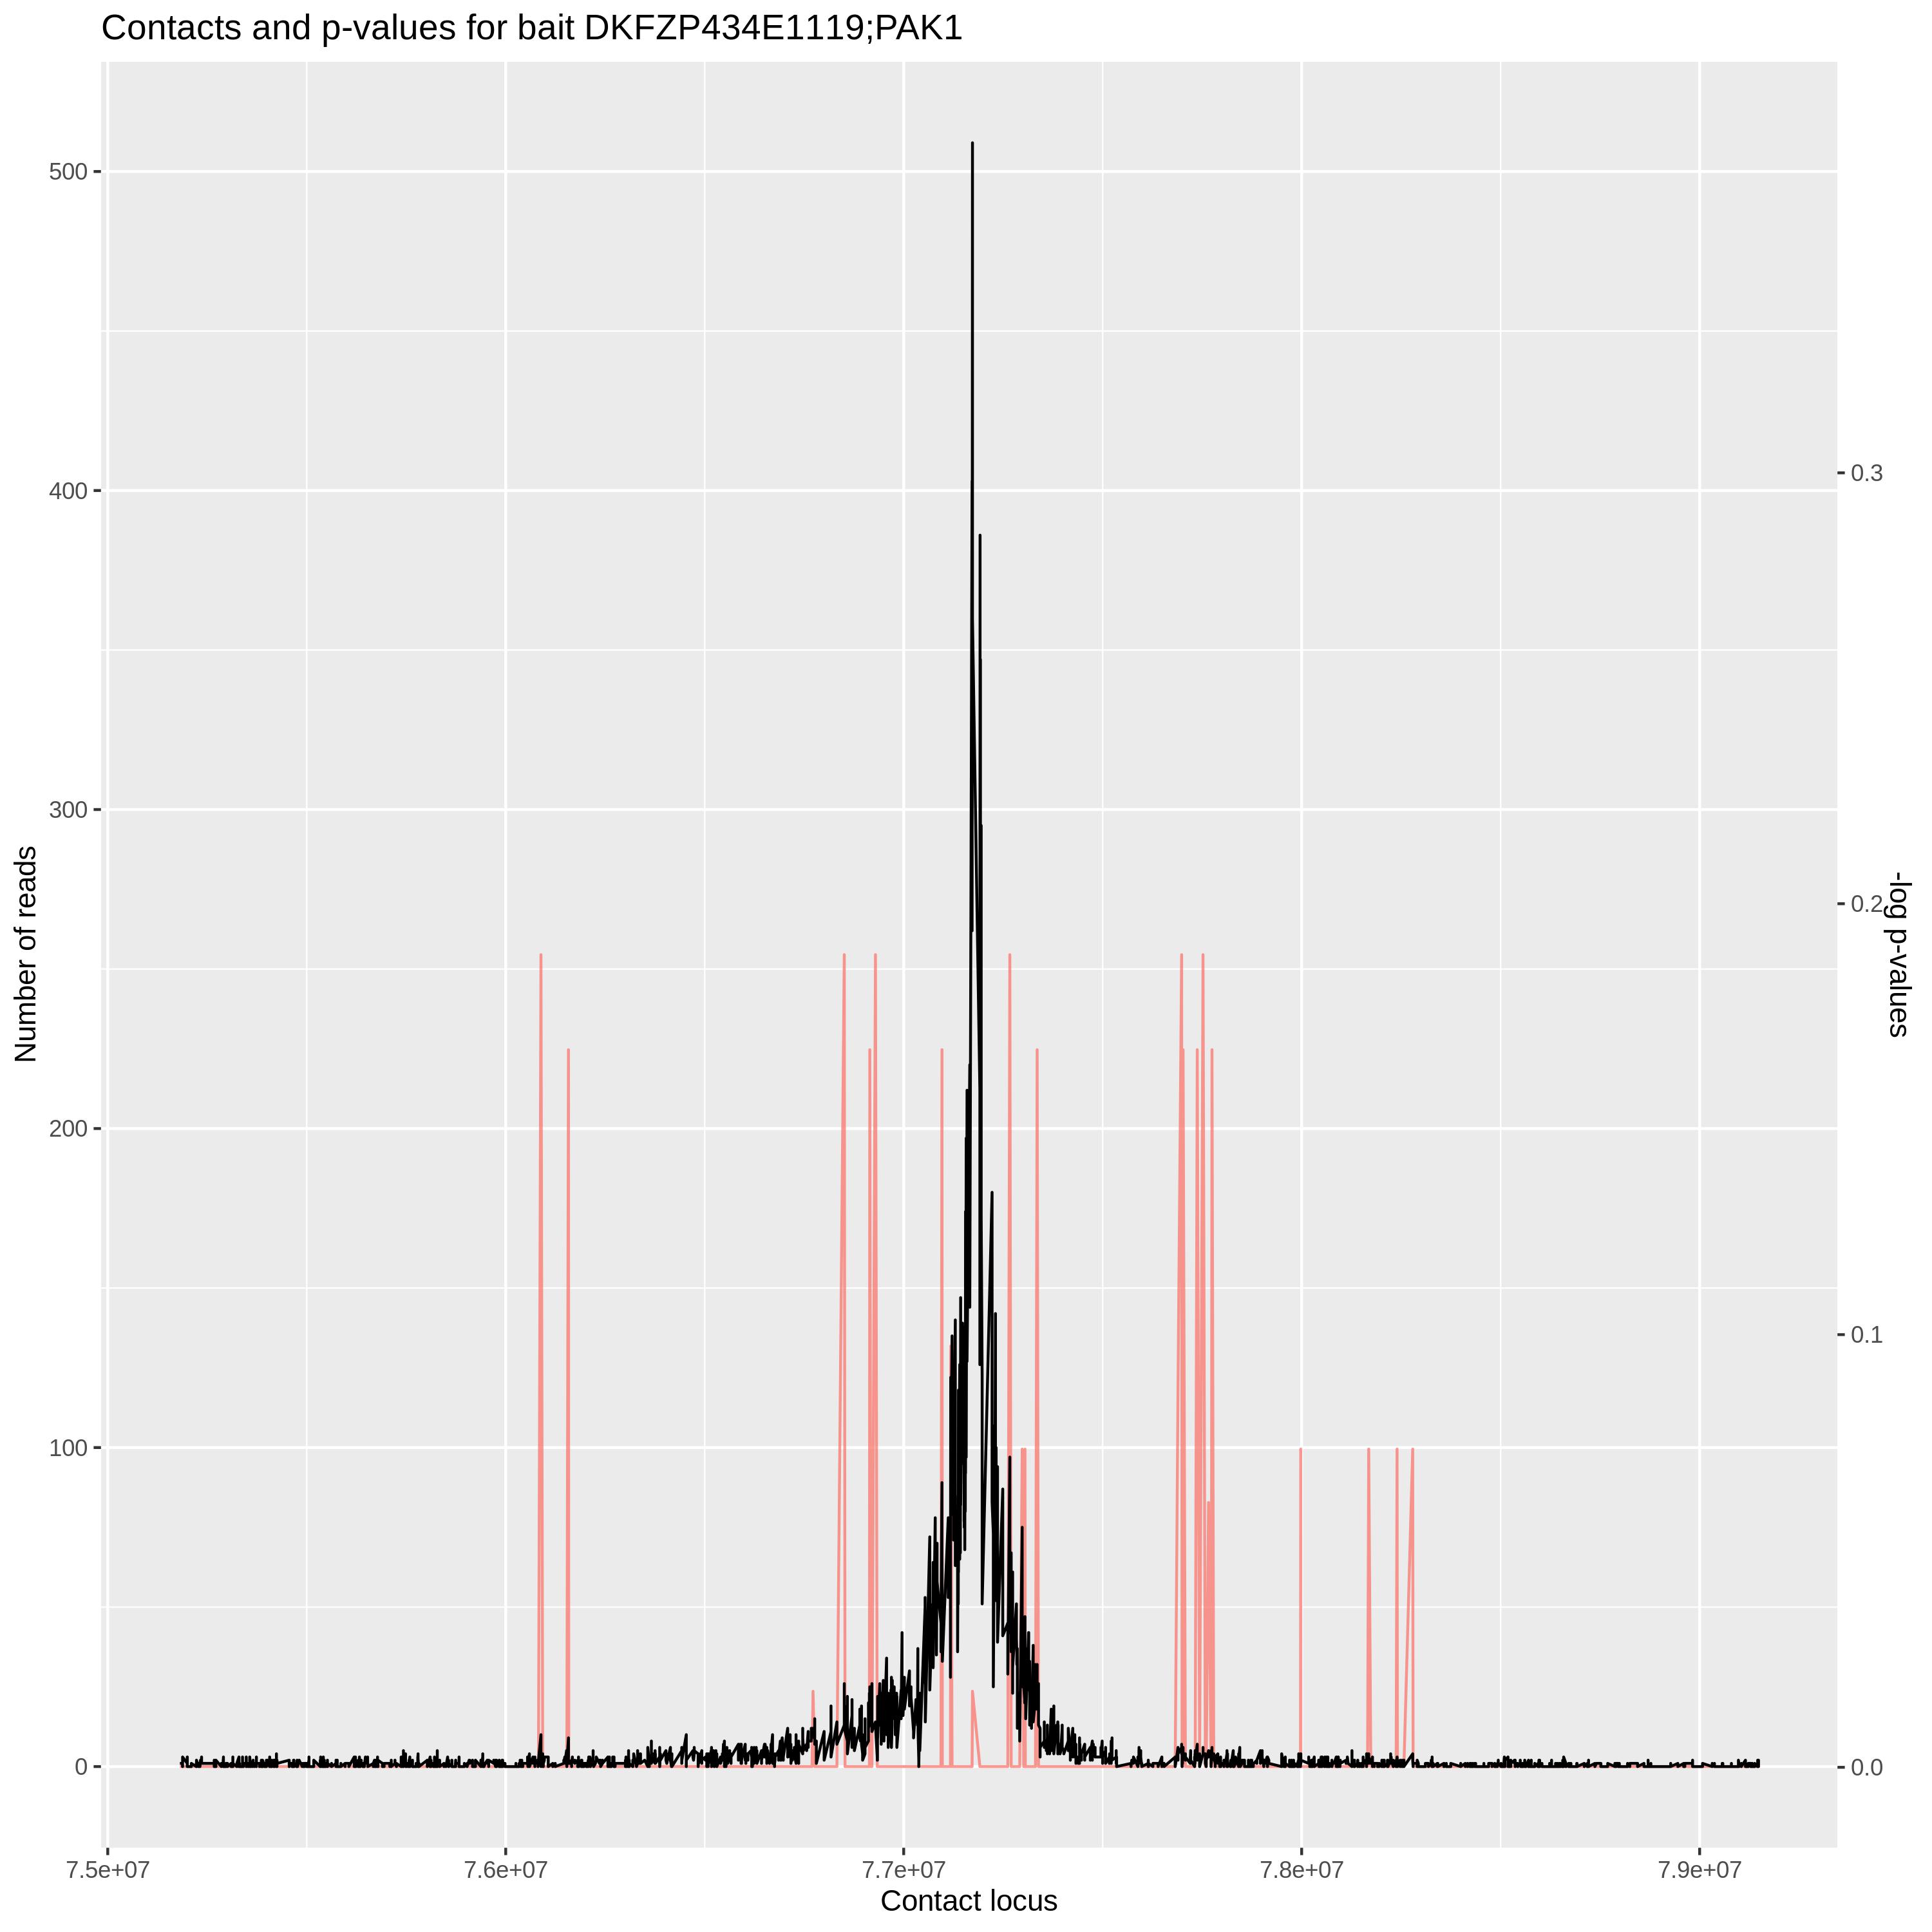 Contacts and p-values for bait DKFZP434E1119;PAK1
500
400
300
200
100
0
Number of reads
0.3
0.2
0.1
0.0
-log p-values
7.5e+07 7.6e+07 7.7e+07 7.8e+07 7.9e+07
Contact locus